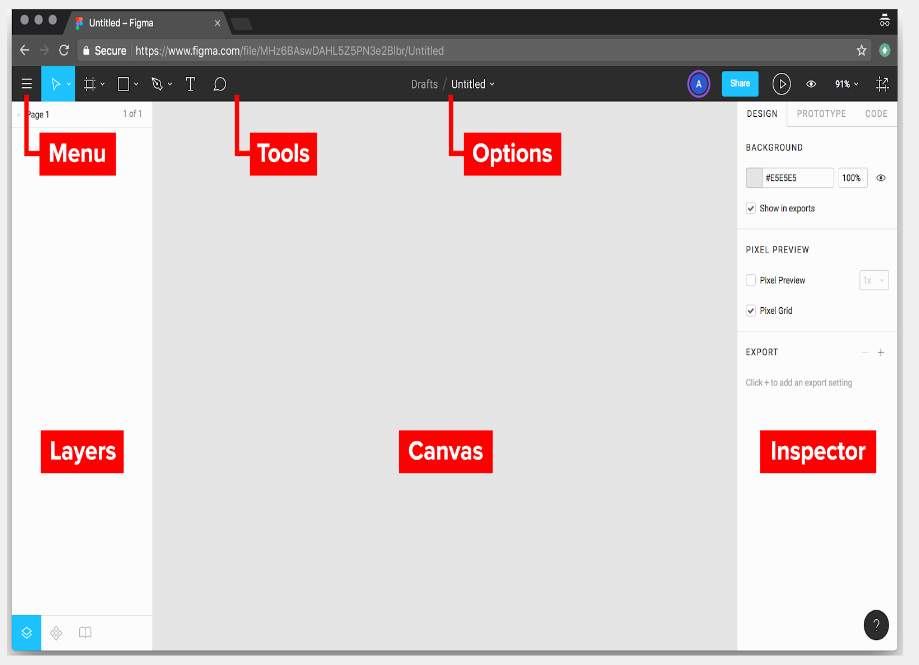 Untitled – Figma
Secure https://www.figma.com/file/MHz6BAswDAHL5Z5PN3e2Blbr/Untitled
T
Drafts / Untitled
A
Share
91%
Page 1
1 of 1
Menu
Tools
Options
DESIGN PROTOTYPE CODE
BACKGROUND
#E5E5E5 100%
Show in exports
PIXEL PREVIEW
Pixel Preview 1x
Pixel Grid
EXPORT
Click + to add an export setting
Layers
Canvas
Inspector
?